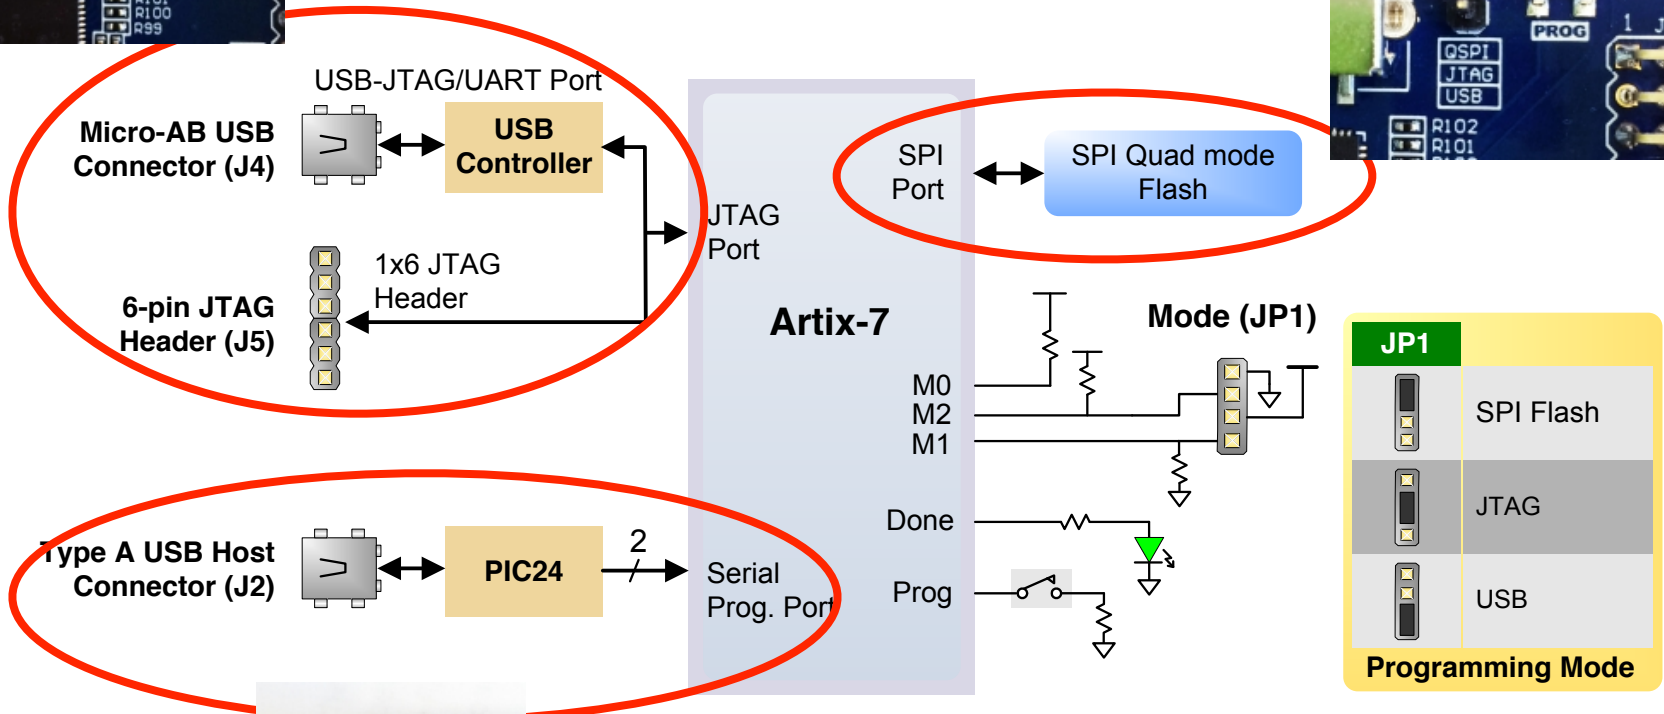 R100
R99
USB-JTAG/UART Port
Micro-AB USB
Connector (J4)
USB
Controller
1x6 JTAG
Header
6-pin JTAG
Header (J5)
JTAG
Port
Artix-7
SPI
Port
SPI Quad mode
Flash
PROG
1
QSPI
JTAG
USB
R102
R101
M0
M2
M1
Mode (JP1)
JP1
SPI Flash
JTAG
USB
Programming Mode
Type A USB Host
Connector (J2)
PIC24
2
Serial
Prog. Port
Done
Prog